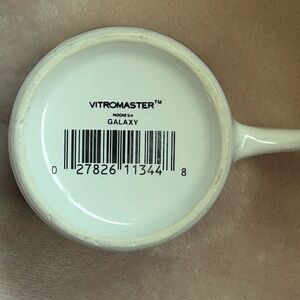 VITROMASTER™
INDONESIA
GALAXY
0 27826 11344 8